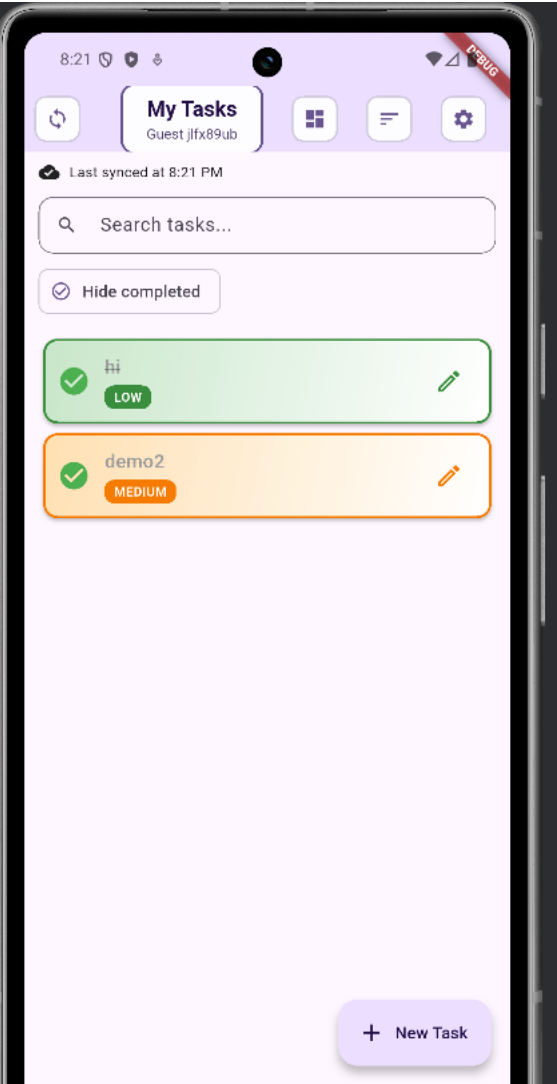 8:21
DEBUG
My Tasks
Guest jlfx89ub
Last synced at 8:21 PM
Search tasks...
Hide completed
hi
LOW
demo2
MEDIUM
+ New Task